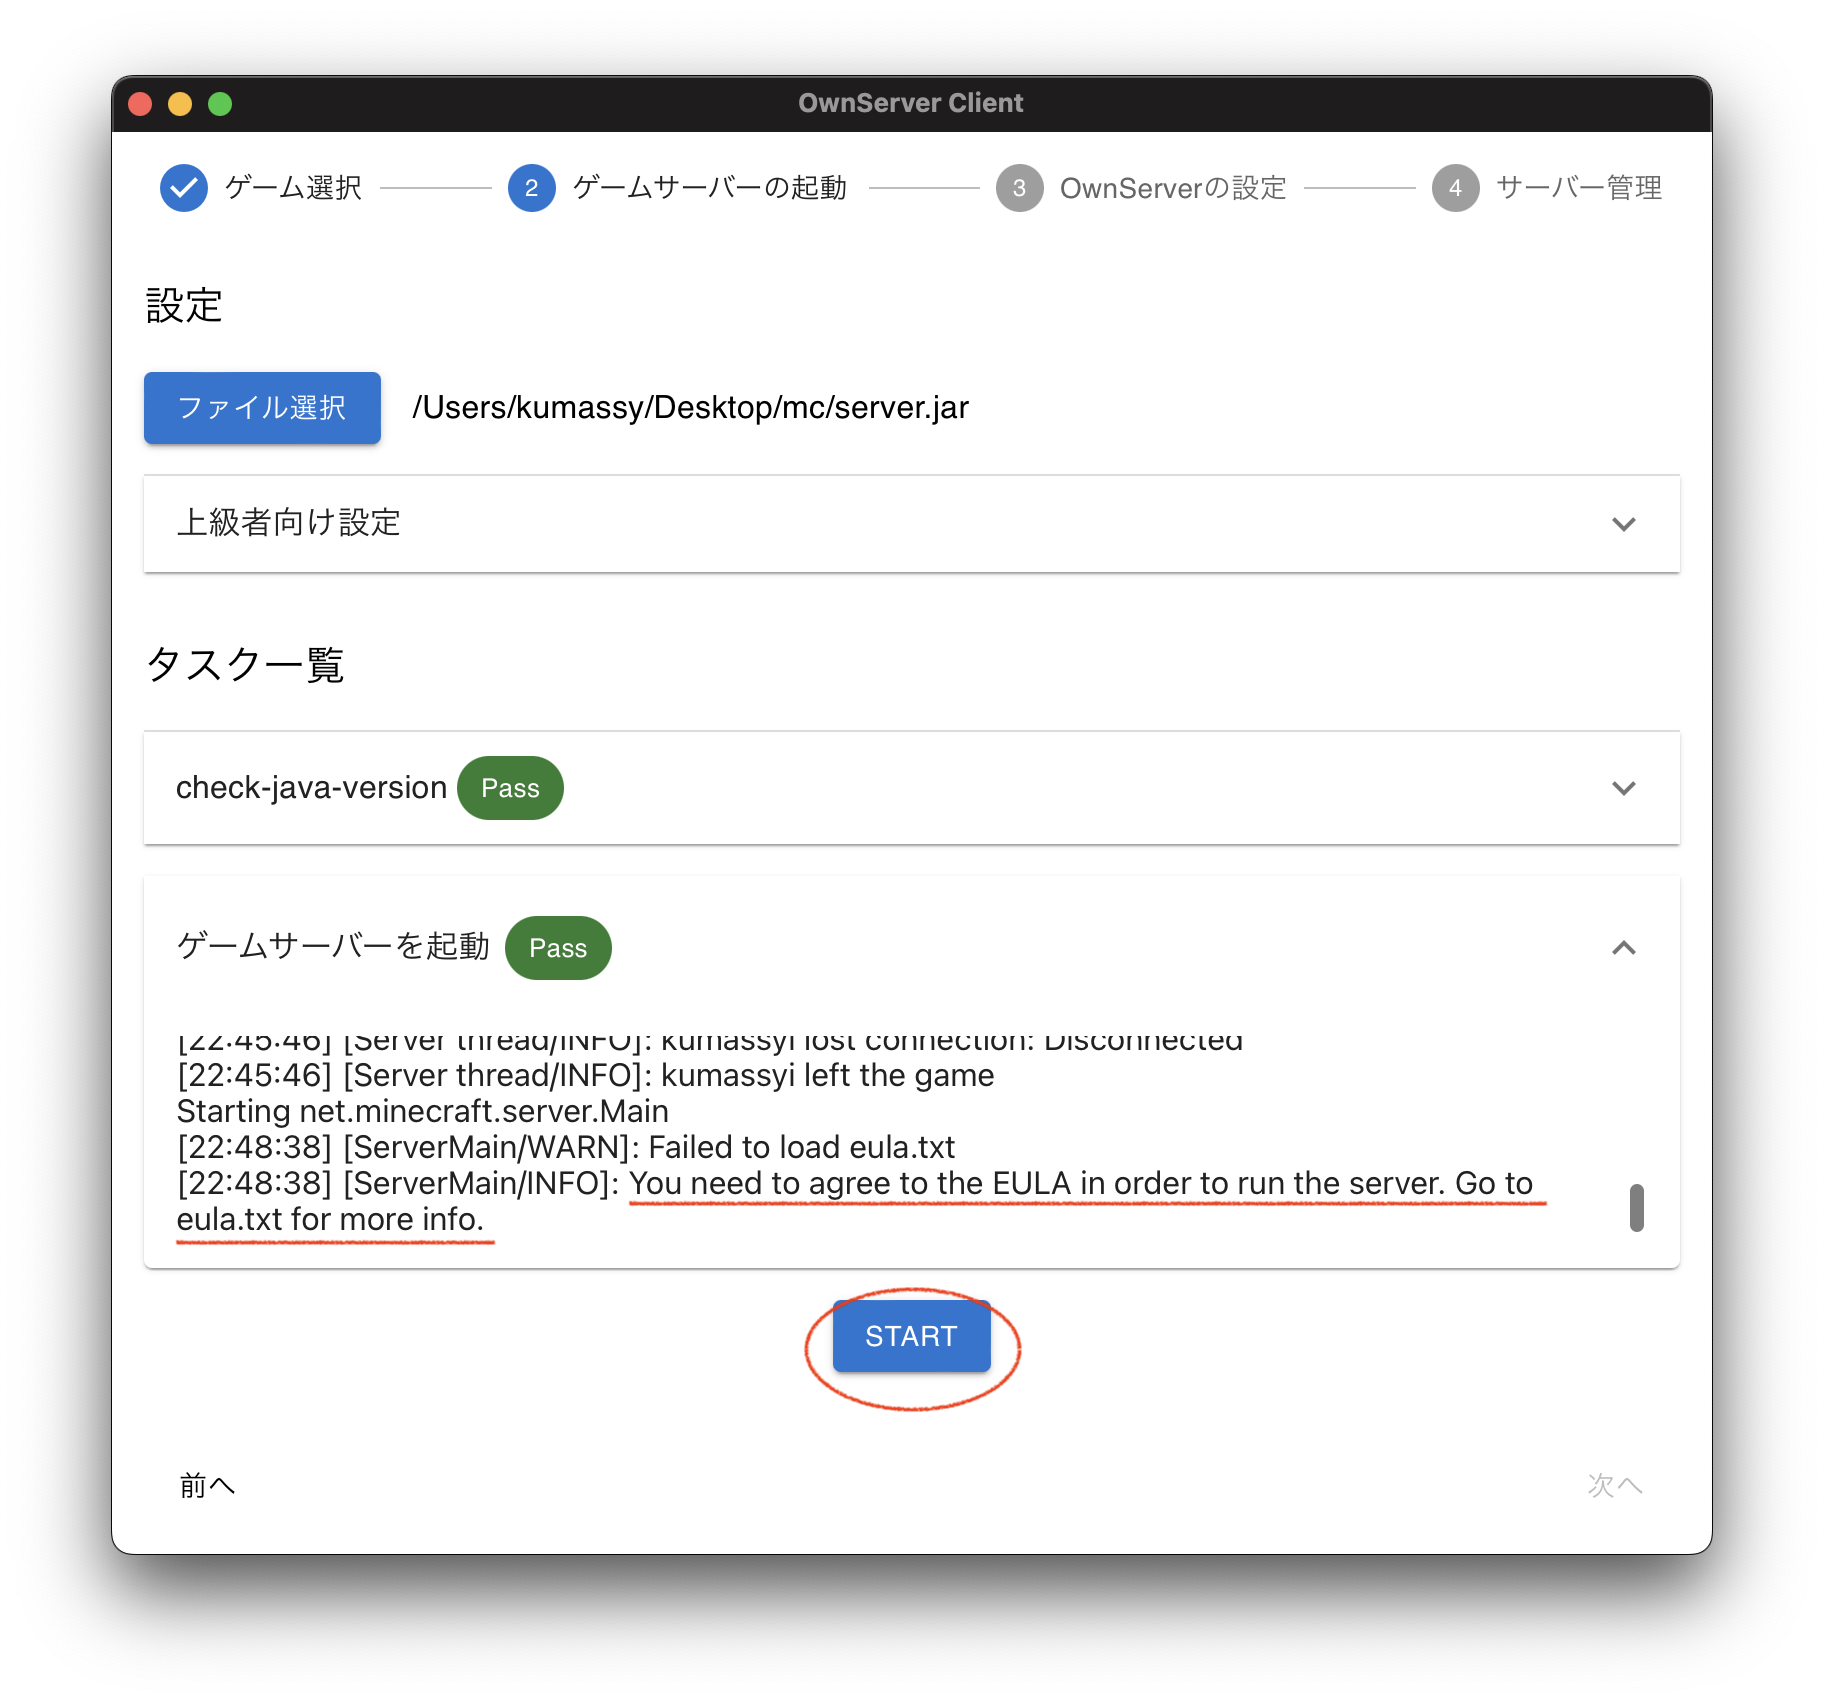 OwnServer Client
ゲーム選択
2 ゲームサーバーの起動
3 OwnServerの設定
4 サーバー管理
設定
ファイル選択 /Users/kumassy/Desktop/mc/server.jar
上級者向け設定
タスク一覧
check-java-version Pass
ゲームサーバーを起動 Pass
[22:45:46] [Server thread/INFO]: kumassyi lost connection: Disconnected
[22:45:46] [Server thread/INFO]: kumassyi left the game
Starting net.minecraft.server.Main
[22:48:38] [ServerMain/WARN]: Failed to load eula.txt
[22:48:38] [ServerMain/INFO]: You need to agree to the EULA in order to run the server. Go to
eula.txt for more info.
START
前へ
次へ